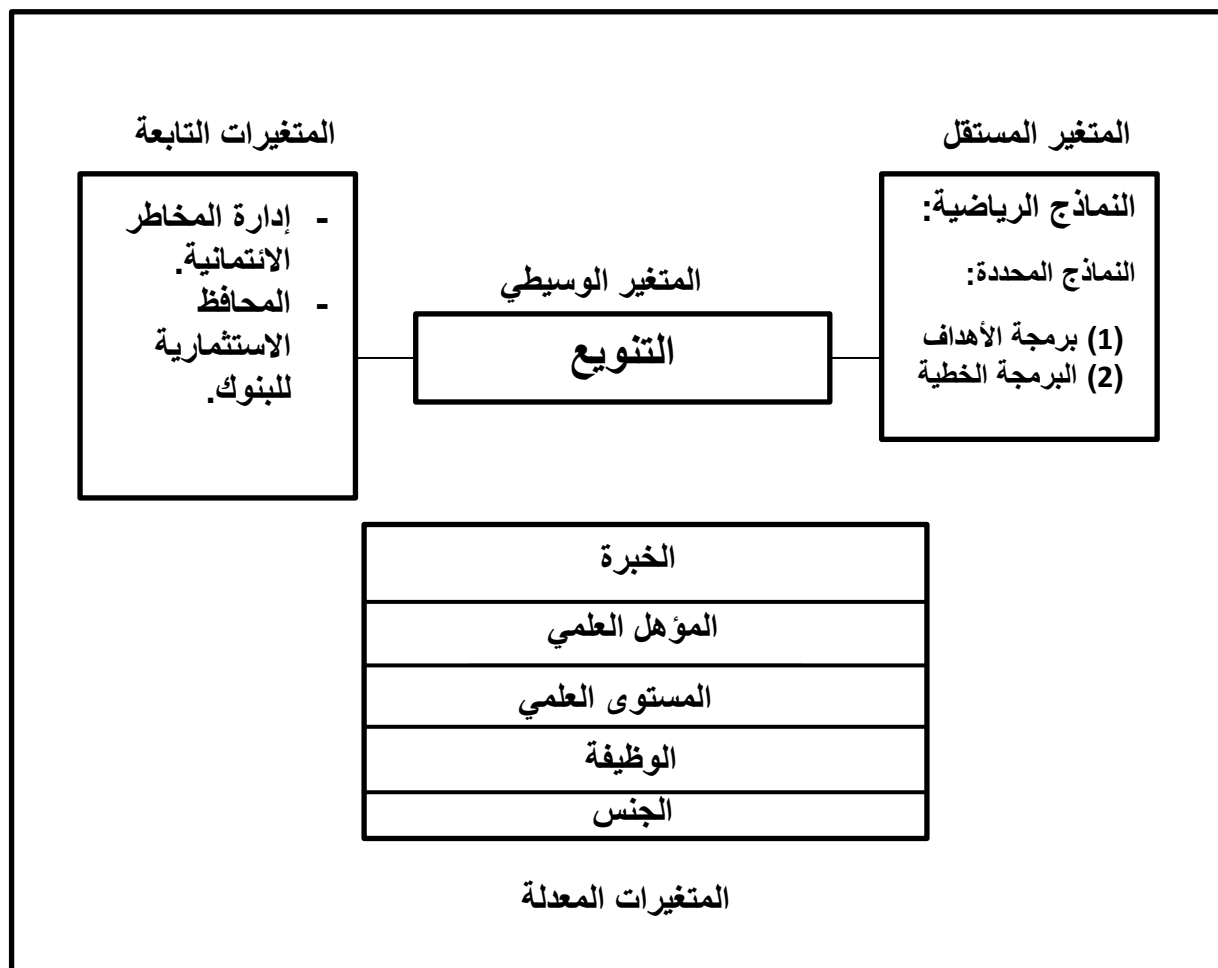 المتغير المستقل
النماذج الرياضية:
النماذج المحددة:
(1) برمجة الأهداف
(2) البرمجة الخطية
المتغير الوسيطي
التنويع
المتغيرات التابعة
- إدارة المخاطر
الائتمانية.
- المحافظ
الاستثمارية
للبنوك.
الخبرة
المؤهل العلمي
المستوى العلمي
الوظيفة
الجنس
المتغيرات المعدلة